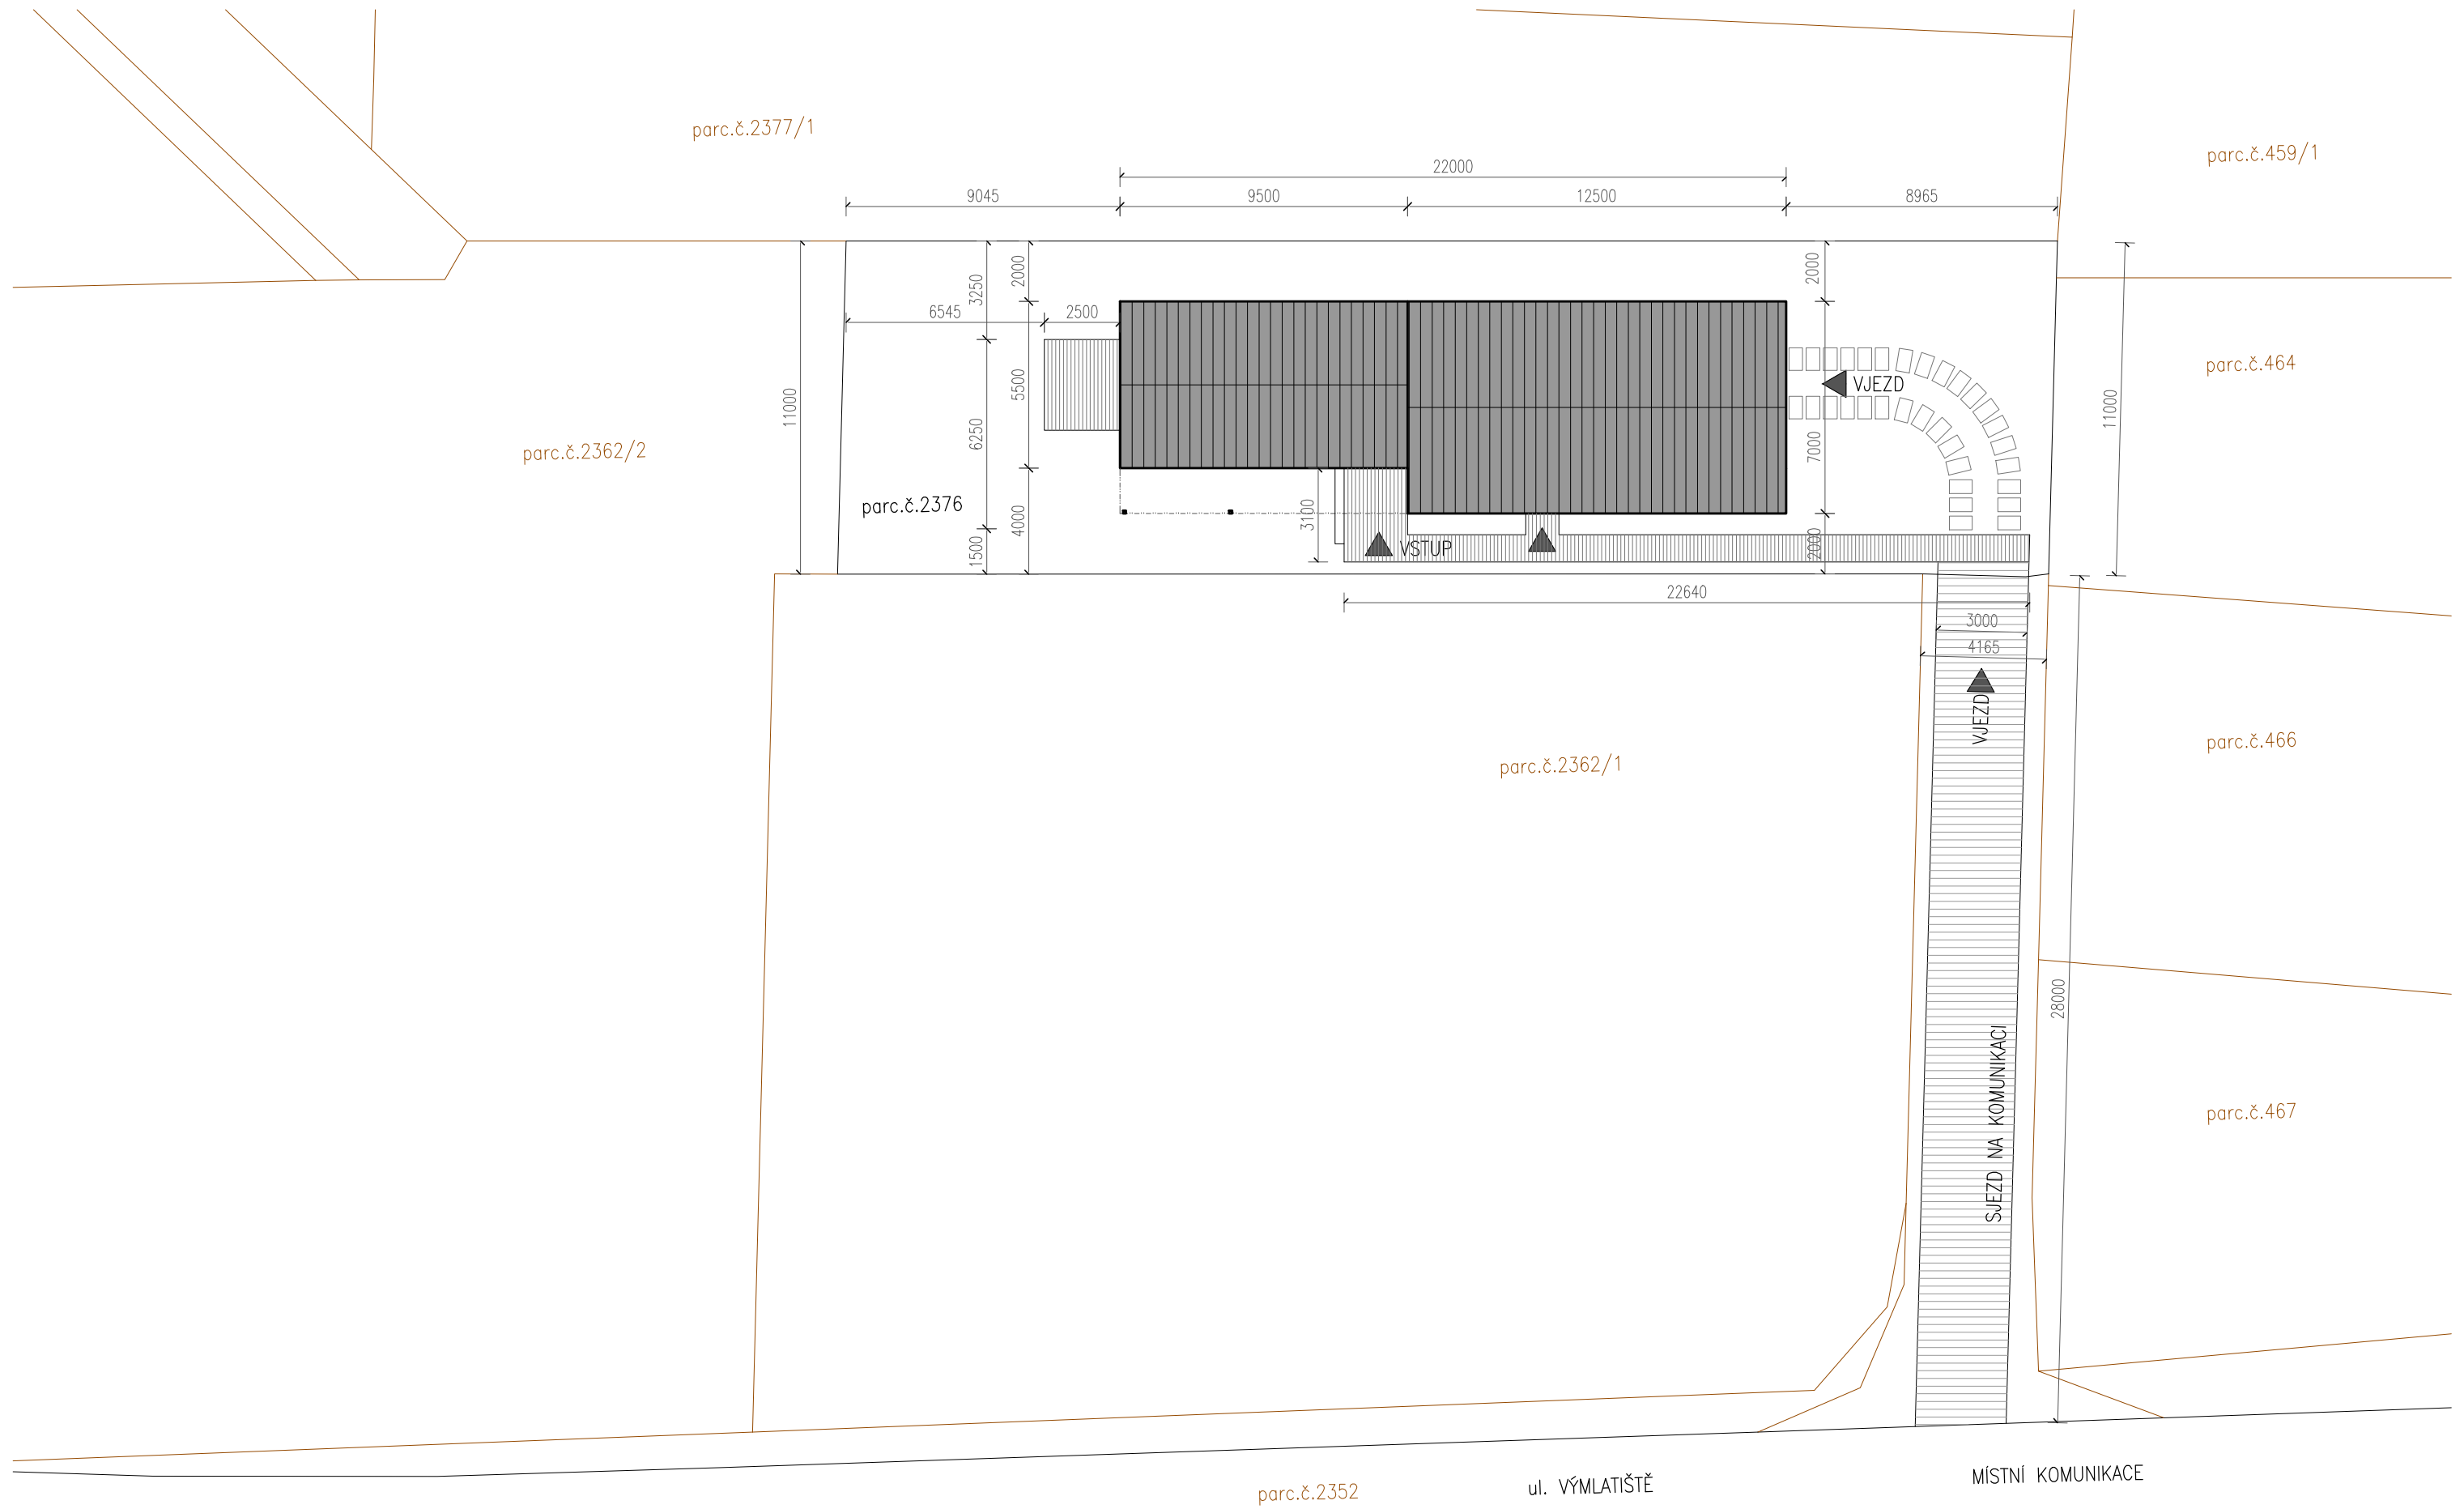 parc.č.2377/1
parc.č.459/1
22000
9045
9500
12500
8965
3250
2000
2000
11000
6545
2500
5500
11000
parc.č.464
VJEZD
6250
7000
parc.č.2362/2
parc.č.2376
3100
4000
1500
VSTUP
2000
22640
3000
4165
VJEZD
parc.č.466
parc.č.2362/1
28000
SJEZD NA KOMUNIKACI
parc.č.467
MÍSTNÍ KOMUNIKACE
ul. VÝMLATIŠTĚ
parc.č.2352